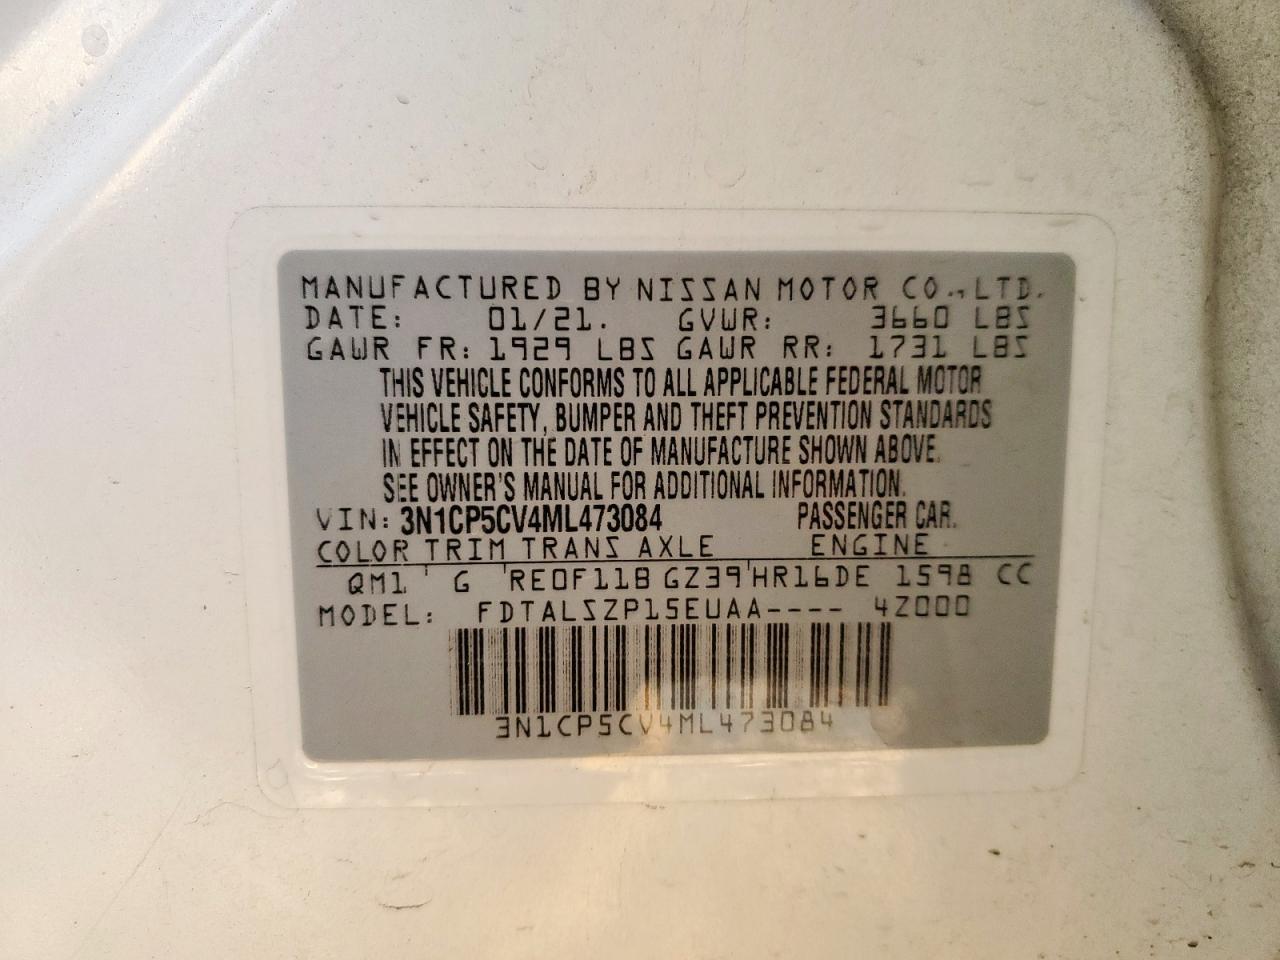 MANUFACTURED BY NISSAN MOTOR CO.,LTD.
DATE: 01/21. GVWR: 3660 LBS
GAWR FR: 1929 LBS GAWR RR: 1731 LBS
THIS VEHICLE CONFORMS TO ALL APPLICABLE FEDERAL MOTOR
VEHICLE SAFETY, BUMPER AND THEFT PREVENTION STANDARDS
IN EFFECT ON THE DATE OF MANUFACTURE SHOWN ABOVE.
SEE OWNER'S MANUAL FOR ADDITIONAL INFORMATION.
VIN: 3N1CP5CV4ML473084 PASSENGER CAR.
COLOR TRIM TRANS AXLE ENGINE
QM1 ' G 'RE0F11B GZ39'HR16DE 1598 CC
MODEL: FDTALSZP15EUAA---- 4Z000
3N1CP5CV4ML473084